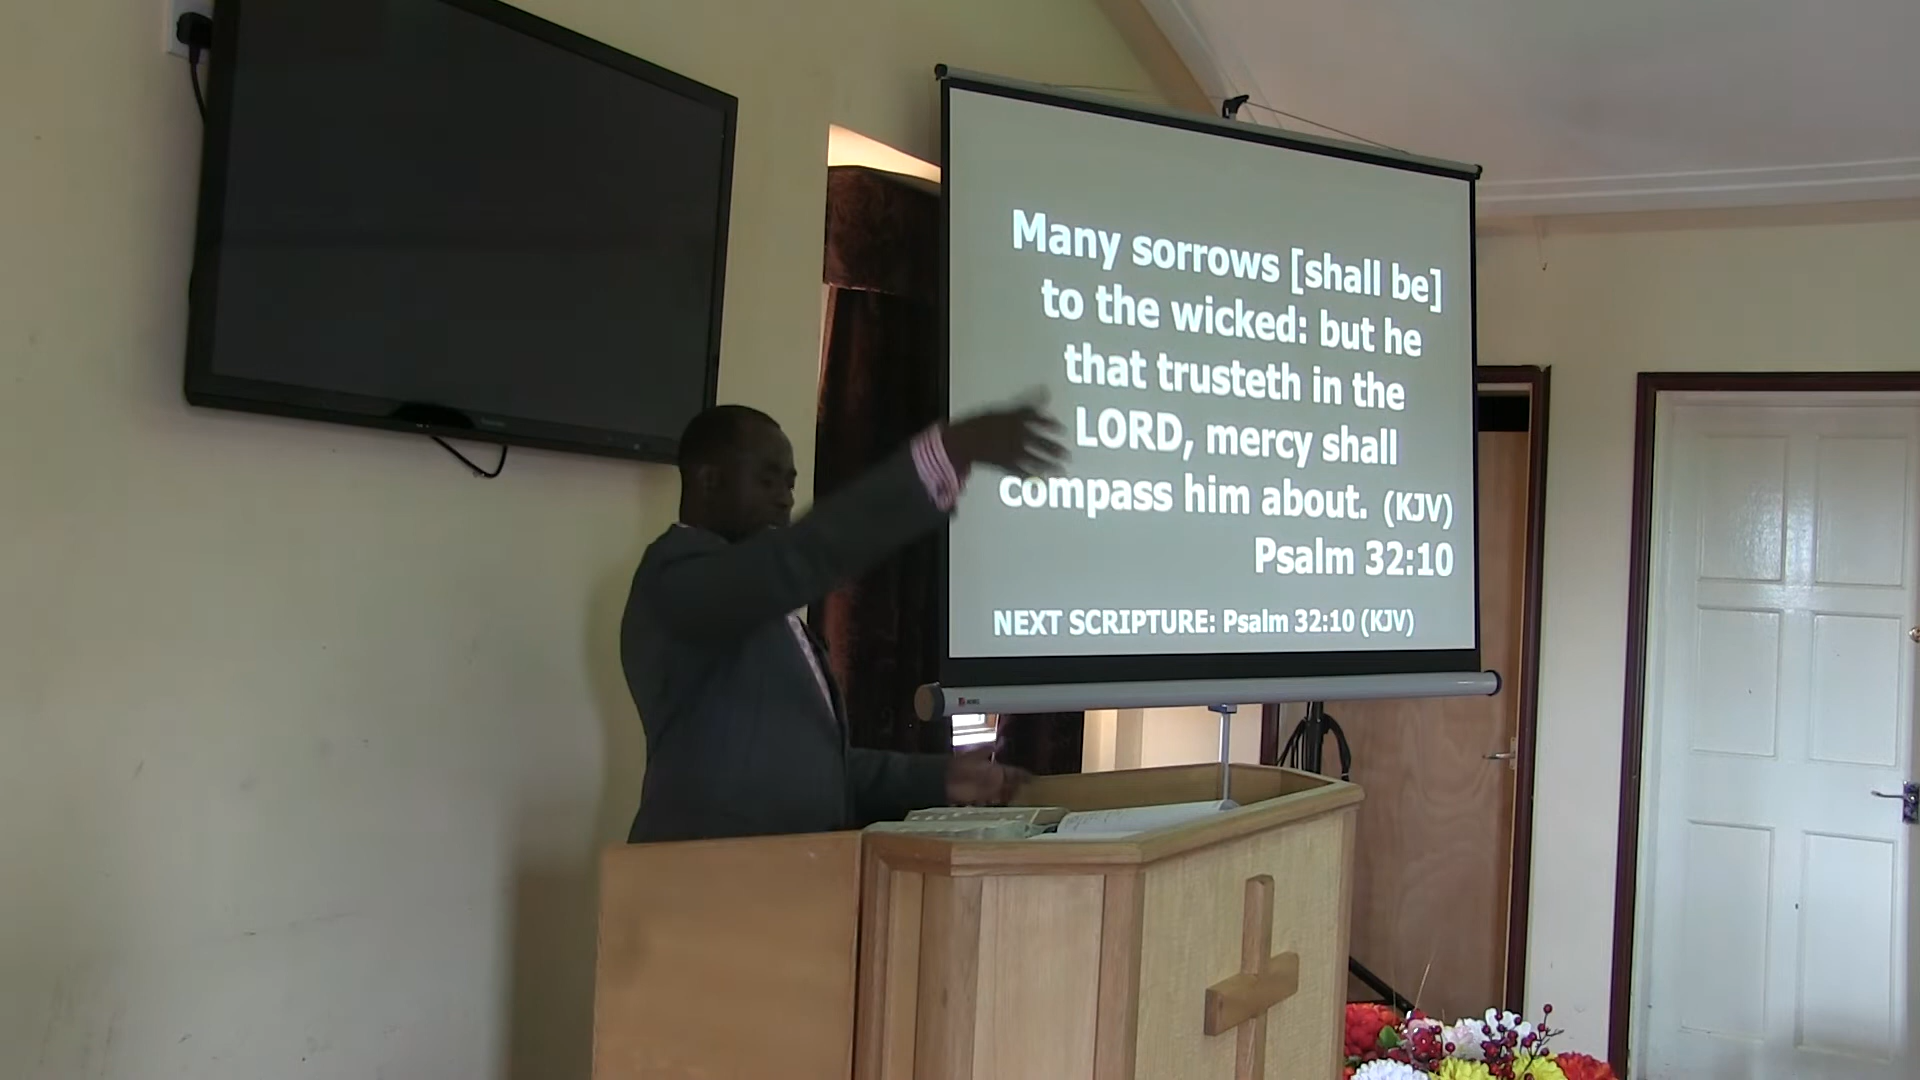 Many sorrows [shall be]
to the wicked: but he
that trusteth in the
LORD, mercy shall
compass him about. (KJV)
Psalm 32:10
NEXT SCRIPTURE: Psalm 32:10 (KJV)